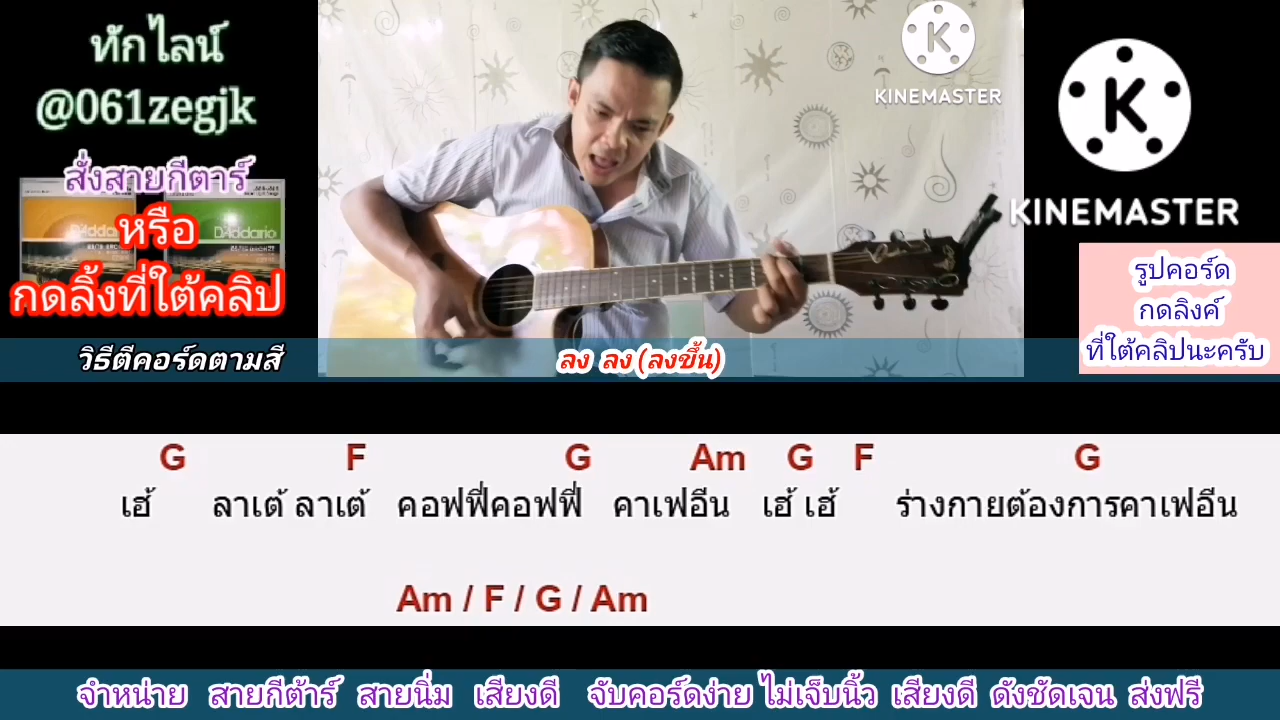 ทักไลน์
@061zegjk
สั่งสายกีตาร์
หรือ
กดลิ้งที่ใต้คลิป
D'Addario
D'Addario
KINEMASTER
KINEMASTER
รูปคอร์ด
กดลิงค์
ที่ใต้คลิปนะครับ
วิธีตีคอร์ดตามสี
ลง ลง (ลงขึ้น)
G F G Am G F G
เฮ้ ลาเต้ ลาเต้ คอฟฟี่คอฟฟี่ คาเฟอีน เฮ้ เฮ้ ร่างกายต้องการคาเฟอีน
Am / F / G / Am
จำหน่าย สายกีต้าร์ สายนิ่ม เสียงดี จับคอร์ดง่าย ไม่เจ็บนิ้ว เสียงดี ดังชัดเจน ส่งฟรี